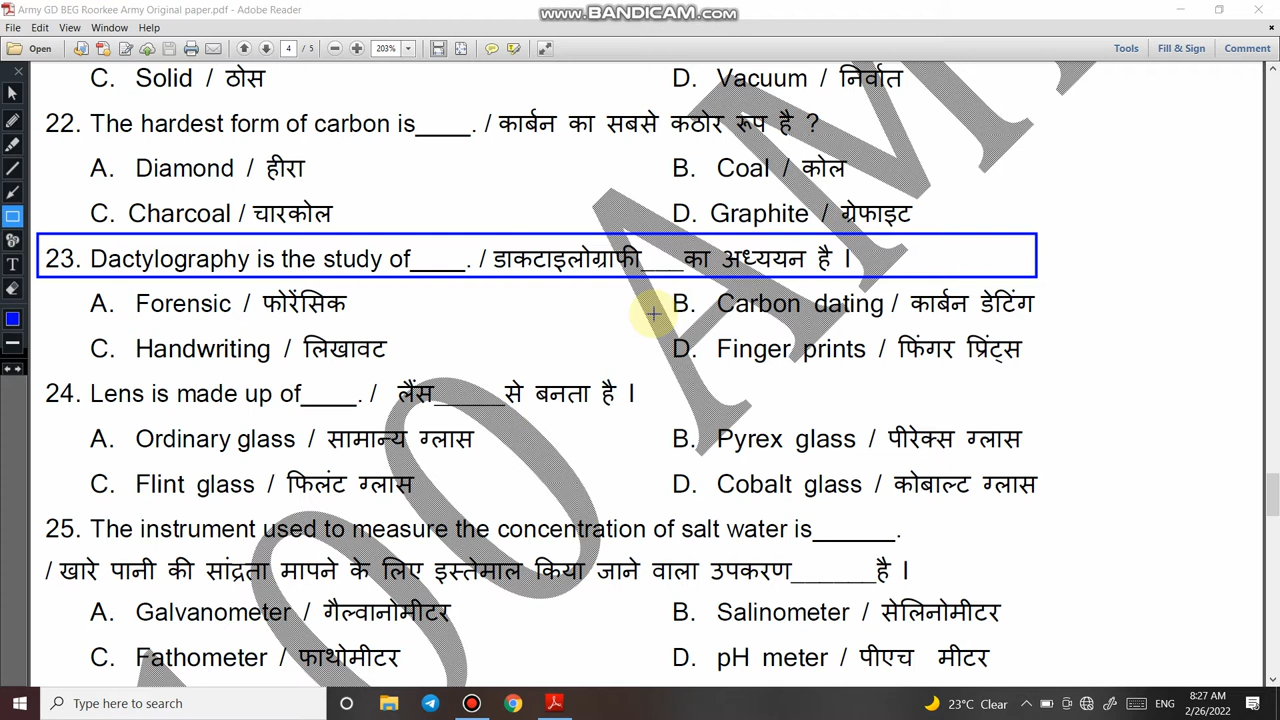 Army GD BEG Roorkee Army Original paper.pdf - Adobe Reader
www.BANDICAM.com
File Edit View Window Help
Open 4 / 5 203% Tools Fill & Sign Comment
C. Solid / ठोस D. Vacuum / निर्वात
22. The hardest form of carbon is____. / कार्बन का सबसे कठोर रूप है ?
A. Diamond / हीरा B. Coal / कोल
C. Charcoal / चारकोल D. Graphite / ग्रेफाइट
23. Dactylography is the study of____. / डाकटाइलोग्राफी___का अध्ययन है I
A. Forensic / फोरेंसिक B. Carbon dating / कार्बन डेटिंग
C. Handwriting / लिखावट D. Finger prints / फिंगर प्रिंट्स
24. Lens is made up of____. / लैंस_____से बनता है I
A. Ordinary glass / सामान्य ग्लास B. Pyrex glass / पीरेक्स ग्लास
C. Flint glass / फिलंट ग्लास D. Cobalt glass / कोबाल्ट ग्लास
25. The instrument used to measure the concentration of salt water is______.
/ खारे पानी की सांद्रता मापने के लिए इस्तेमाल किया जाने वाला उपकरण______है I
A. Galvanometer / गैल्वानोमीटर B. Salinometer / सेलिनोमीटर
C. Fathometer / फाथोमीटर D. pH meter / पीएच मीटर
Type here to search 23°C Clear ENG 8:27 AM
2/26/2022